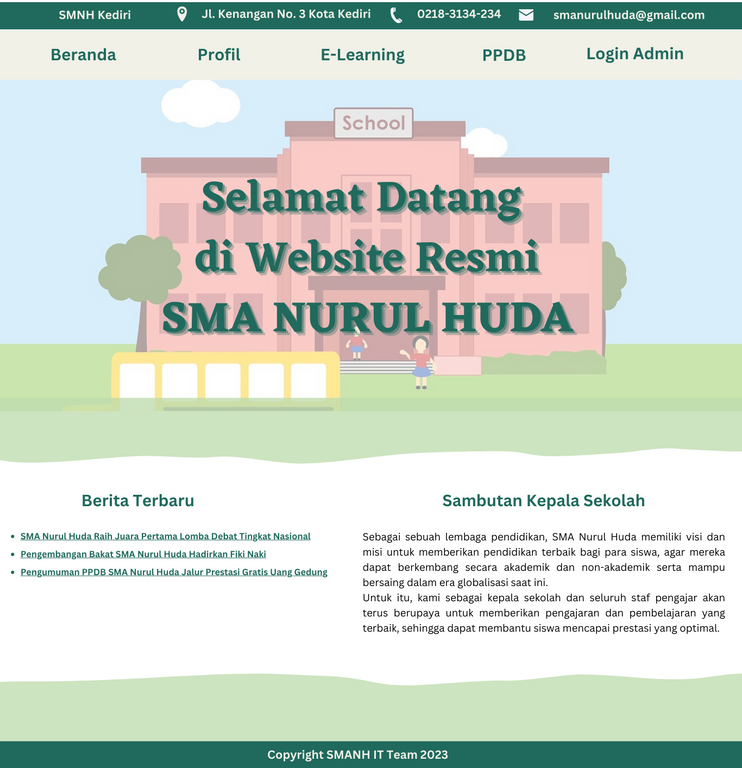 SMNH Kediri
Jl. Kenangan No. 3 Kota Kediri
0218-3134-234
smanurulhuda@gmail.com
Beranda
Profil
E-Learning
PPDB
Login Admin
School
Selamat Datang
di Website Resmi
SMA NURUL HUDA
Berita Terbaru
SMA Nurul Huda Raih Juara Pertama Lomba Debat Tingkat Nasional
Pengembangan Bakat SMA Nurul Huda Hadirkan Fiki Naki
Pengumuman PPDB SMA Nurul Huda Jalur Prestasi Gratis Uang Gedung
Sambutan Kepala Sekolah
Sebagai sebuah lembaga pendidikan, SMA Nurul Huda memiliki visi dan
misi untuk memberikan pendidikan terbaik bagi para siswa, agar mereka
dapat berkembang secara akademik dan non-akademik serta mampu
bersaing dalam era globalisasi saat ini.
Untuk itu, kami sebagai kepala sekolah dan seluruh staf pengajar akan
terus berupaya untuk memberikan pengajaran dan pembelajaran yang
terbaik, sehingga dapat membantu siswa mencapai prestasi yang optimal.
Copyright SMANH IT Team 2023